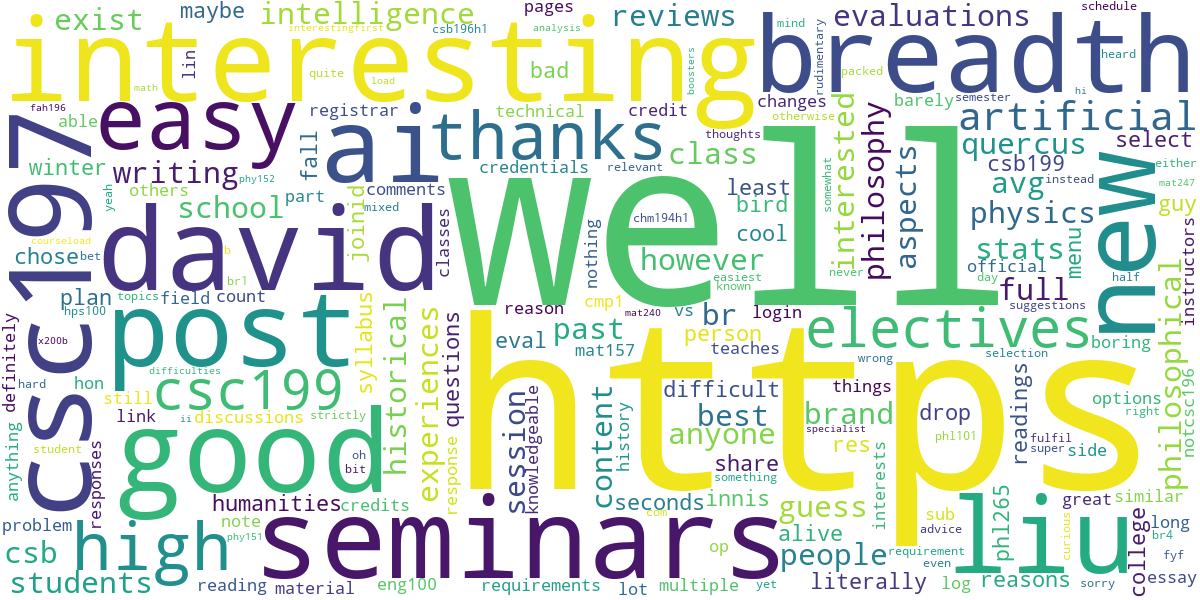 maybe
intelligence
pages
reviews
evaluations
schedule
exist
interestingfirst
csb196h1
analysis
mind
interesting
breadth
lin
quite
load
bad
boosters
rudimentary
packed
heard
hi
math
fah196
able
easy
registrar
technical
credit
changes
otherwise
barely
semester
artificial
csc197
ai
thanks
thoughts
interested
philosophy
select
winter
writing
fall
credentials
relevant
class
quercus
csb199
either
mat247
others
part
comments
mixed
least
bird
somewhat
aspects
avg
instead
guy
yeah
phy152
school
joinid
classes
well
chm194h1
cool
never
physics
new
courseload
david
nothing
however
stats
menu
chose
bet
b
br1
easiest
known
official
day
half
instructors
plan
topics
field
count
cmp1
login
full
suggestions
hps100
post
syllabus
reason
mat240
vs
br
electives
philosophical
definitely
x200b
historical
experiences
eval
past
person
teaches
boring
difficulties
questions
mat157
wrong
selection
hard
hon
csc199
https
difficult
things
options
right
still
link
discussions
strictly
best
brand
drop
readings
notcsc196
ii
session
knowledgeable
content
history
anyone
specialist
phl101
fulfil
super
side
anything
student
responses
good
oh
bit
response
share
res
something
interests
great
similar
problem
humanities
credits
seconds
innis
guess
sub
phl265
curious
college
long
br4
note
phy151
seminars
com
op
alive
advice
liu
csb
high
people
requirement
even
fyf
students
reading
material
eng100
requirements
lot
multiple
yet
literally
log
reasons
sorry
essay